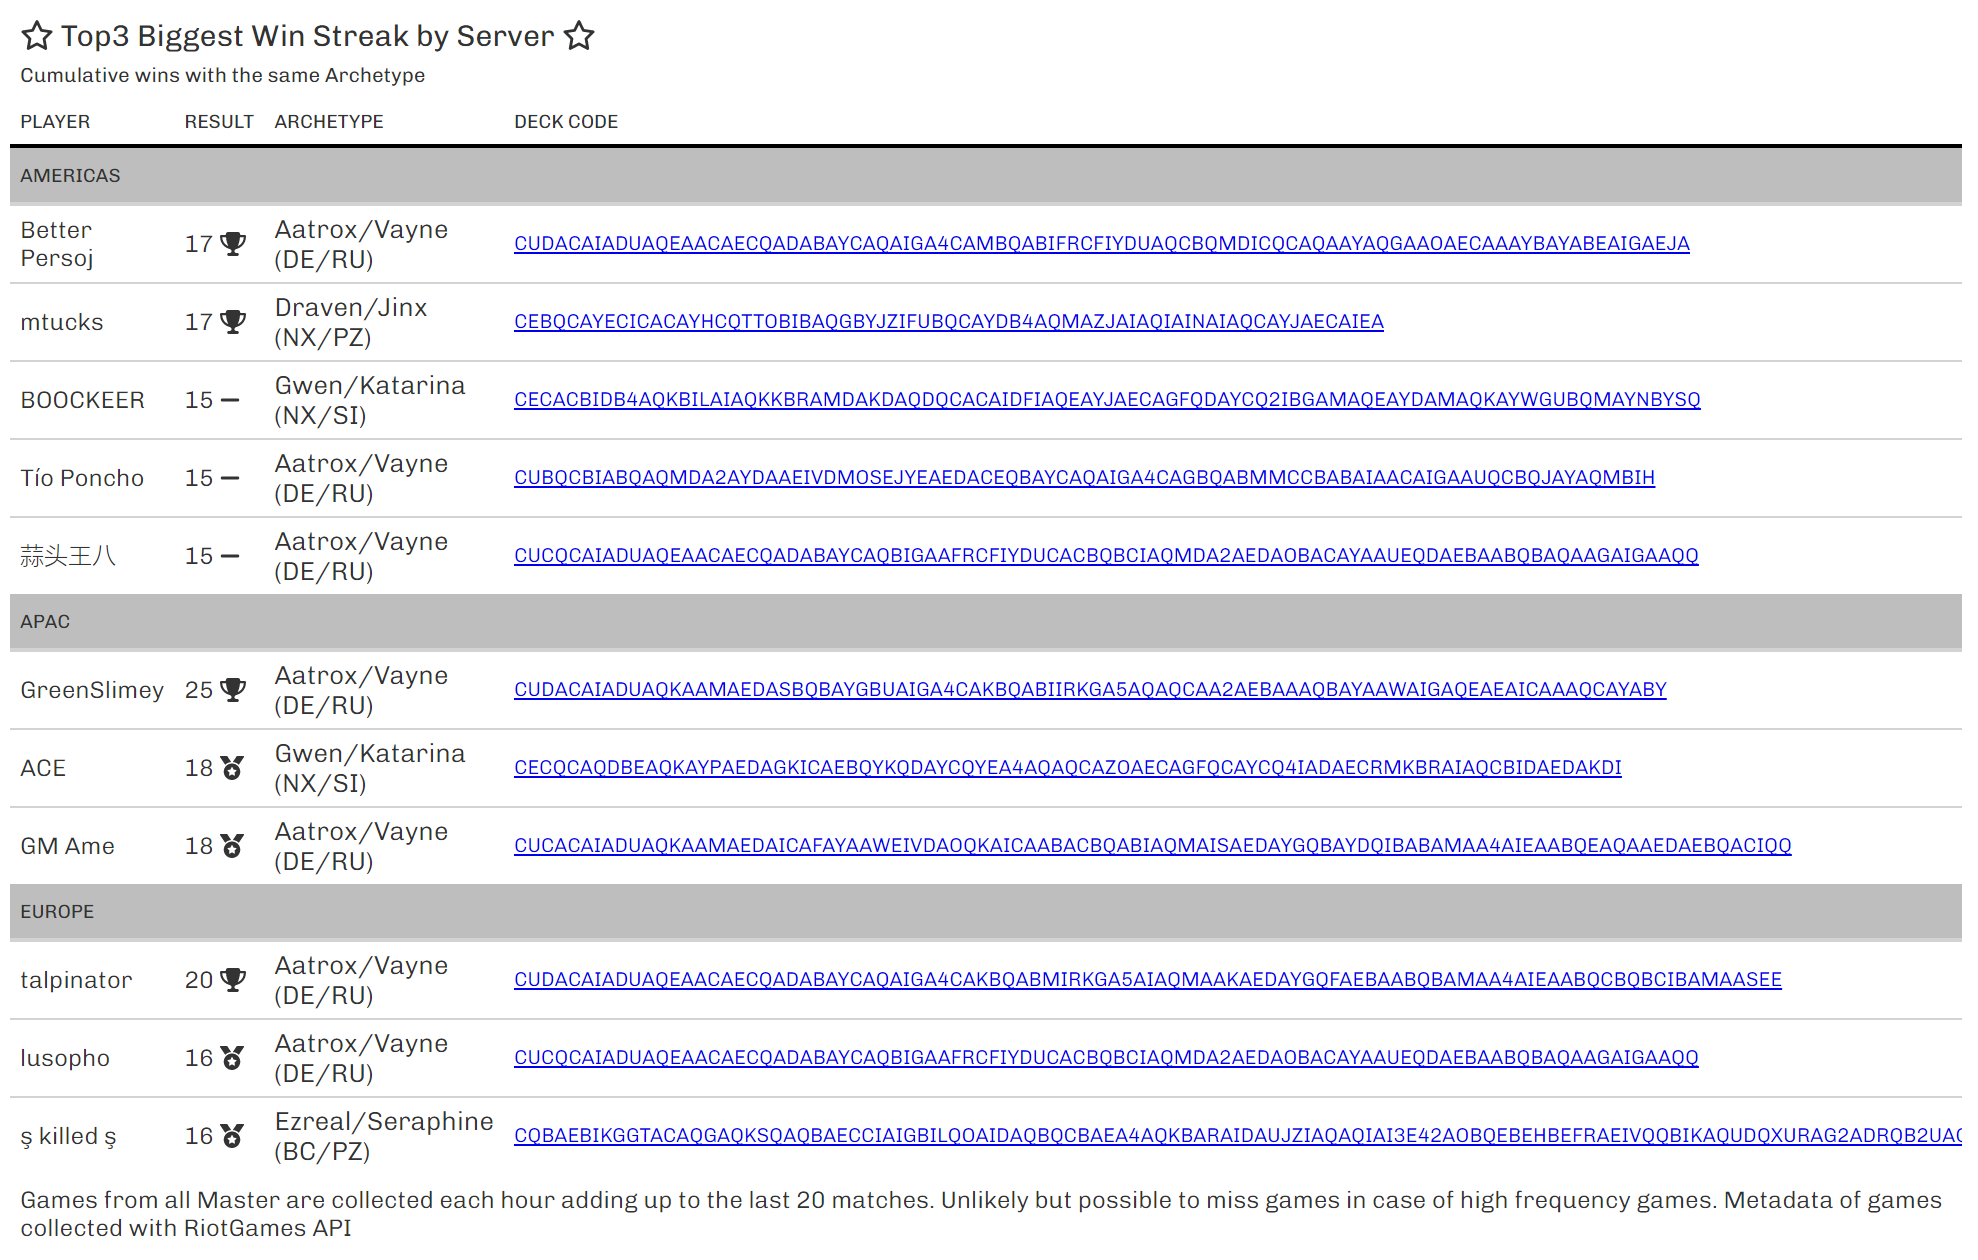 ☆ Top3 Biggest Win Streak by Server ☆
Cumulative wins with the same Archetype
PLAYER RESULT ARCHETYPE DECK CODE
AMERICAS
Better Persoj 17 Aatrox/Vayne (DE/RU) CUDACAIADUAQEAACAECQADABAYCAQAIGA4CAMBQABIFRCFIYDUAQCBQMDICQCAQAAYAQGAAOAECAAAYBAYABEAIGAEJA
mtucks 17 Draven/Jinx (NX/PZ) CEBQCAYECICACAYHCQTTOBIBAQGBYJZIFUBQCAYDB4AQMAZJAIAQIAINAIAQCAYJAECAIEA
BOOCKEER 15 – Gwen/Katarina (NX/SI) CECACBIDB4AQKBILAIAQKKBRAMDAKDAQDQCACAIDFIAQEAYJAECAGFQDAYCQ2IBGAMAQEAYDAMAQKAYWGUBQMAYNBYSQ
Tío Poncho 15 – Aatrox/Vayne (DE/RU) CUBQCBIABQAQMDA2AYDAAEIVDMOSEJYEAEDACEQBAYCAQAIGA4CAGBQABMMCCBABAIAACAIGAAUQCBQJAYAQMBIH
蒜头王八 15 – Aatrox/Vayne (DE/RU) CUCQCAIADUAQEAACAECQADABAYCAQBIGAAFRCFIYDUCACBQBCIAQMDA2AEDAOBACAYAAUEQDAEBAABQBAQAAGAIGAAQQ
APAC
GreenSlimey 25 Aatrox/Vayne (DE/RU) CUDACAIADUAQKAAMAEDASBQBAYGBUAIGA4CAKBQABIIRKGA5AQAQCAA2AEBAAAQBAYAAWAIGAQEAEAICAAAQCAYABY
ACE 18 Gwen/Katarina (NX/SI) CECQCAQDBEAQKAYPAEDAGKICAEBQYKQDAYCQYEA4AQAQCAZOAECAGFQCAYCQ4IADAECRMKBRAIAQCBIDAEDAKDI
GM Ame 18 Aatrox/Vayne (DE/RU) CUCACAIADUAQKAAMAEDAICAFAYAAWEIVDAOQKAICAABACBQABIAQMAISAEDAYGQBAYDQIBABAMAA4AIEAABQEAQAAEDAEBQACIQQ
EUROPE
talpinator 20 Aatrox/Vayne (DE/RU) CUDACAIADUAQEAACAECQADABAYCAQAIGA4CAKBQABMIRKGA5AIAQMAAKAEDAYGQFAEBAABQBAMAA4AIEAABQCBQBCIBAMAASEE
lusopho 16 Aatrox/Vayne (DE/RU) CUCQCAIADUAQEAACAECQADABAYCAQBIGAAFRCFIYDUCACBQBCIAQMDA2AEDAOBACAYAAUEQDAEBAABQBAQAAGAIGAAQQ
ş killed ş 16 Ezreal/Seraphine (BC/PZ) CQBAEBIKGGTACAQGAQKSQAQBAECCIAIGBILQOAIDAQBQCBAEA4AQKBARAIDAUJZIAQAQIAI3E42AOBQEBEHBEFRAEIVQQBIKAQUDQXURAG2ADRQB2UA
Games from all Master are collected each hour adding up to the last 20 matches. Unlikely but possible to miss games in case of high frequency games. Metadata of games
collected with RiotGames API